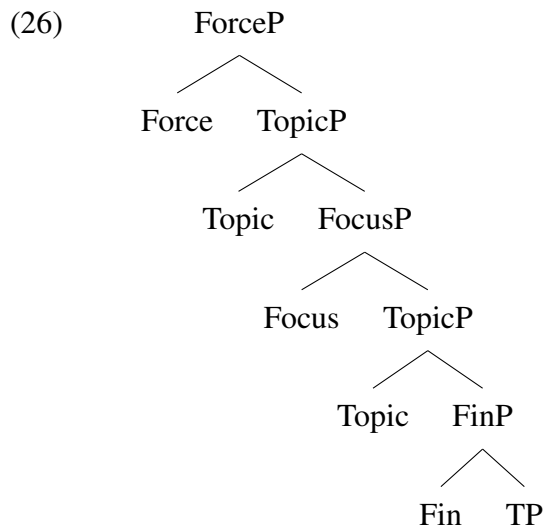 (26) ForceP
Force TopicP
Topic FocusP
Focus TopicP
Topic FinP
Fin TP